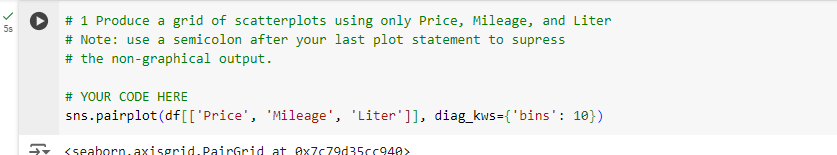 # 1 Produce a grid of scatterplots using only Price, Mileage, and Liter
5s
# Note: use a semicolon after your last plot statement to supress
# the non-graphical output.
# YOUR CODE HERE
sns.pairplot(df[['Price', 'Mileage', 'Liter']], diag_kws={'bins': 10})
<seaborn.axisgrid.PairGrid at 0x7c79d35cc940>